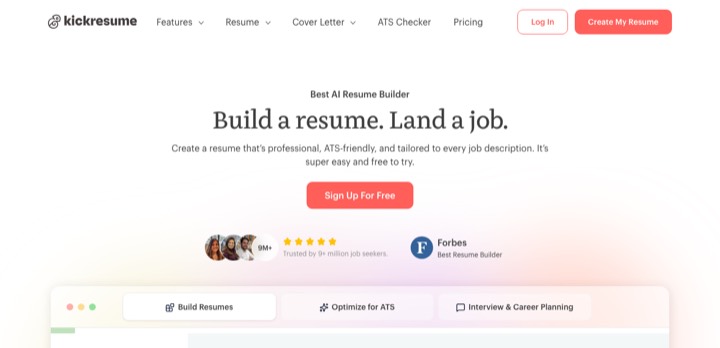 kickresume Features Resume Cover Letter ATS Checker Pricing Log In Create My Resume
Best AI Resume Builder
Build a resume. Land a job.
Create a resume that's professional, ATS-friendly, and tailored to every job description. It's
super easy and free to try.
Sign Up For Free
9M+
Trusted by 9+ million job seekers.
F
Forbes
Best Resume Builder
Build Resumes Optimize for ATS Interview & Career Planning